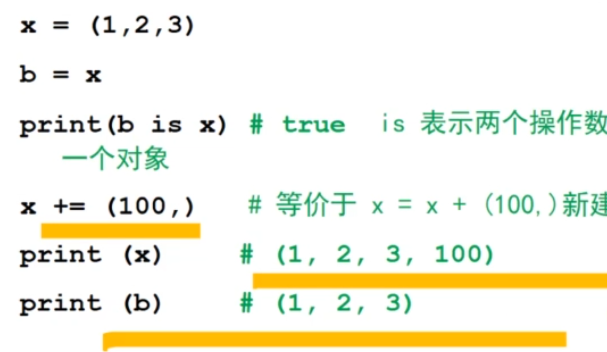 x = (1,2,3)
b = x
print(b is x) # true is 表示两个操作数
一个对象
x += (100,) # 等价于 x = x + (100,)新建
print (x) # (1, 2, 3, 100)
print (b) # (1, 2, 3)